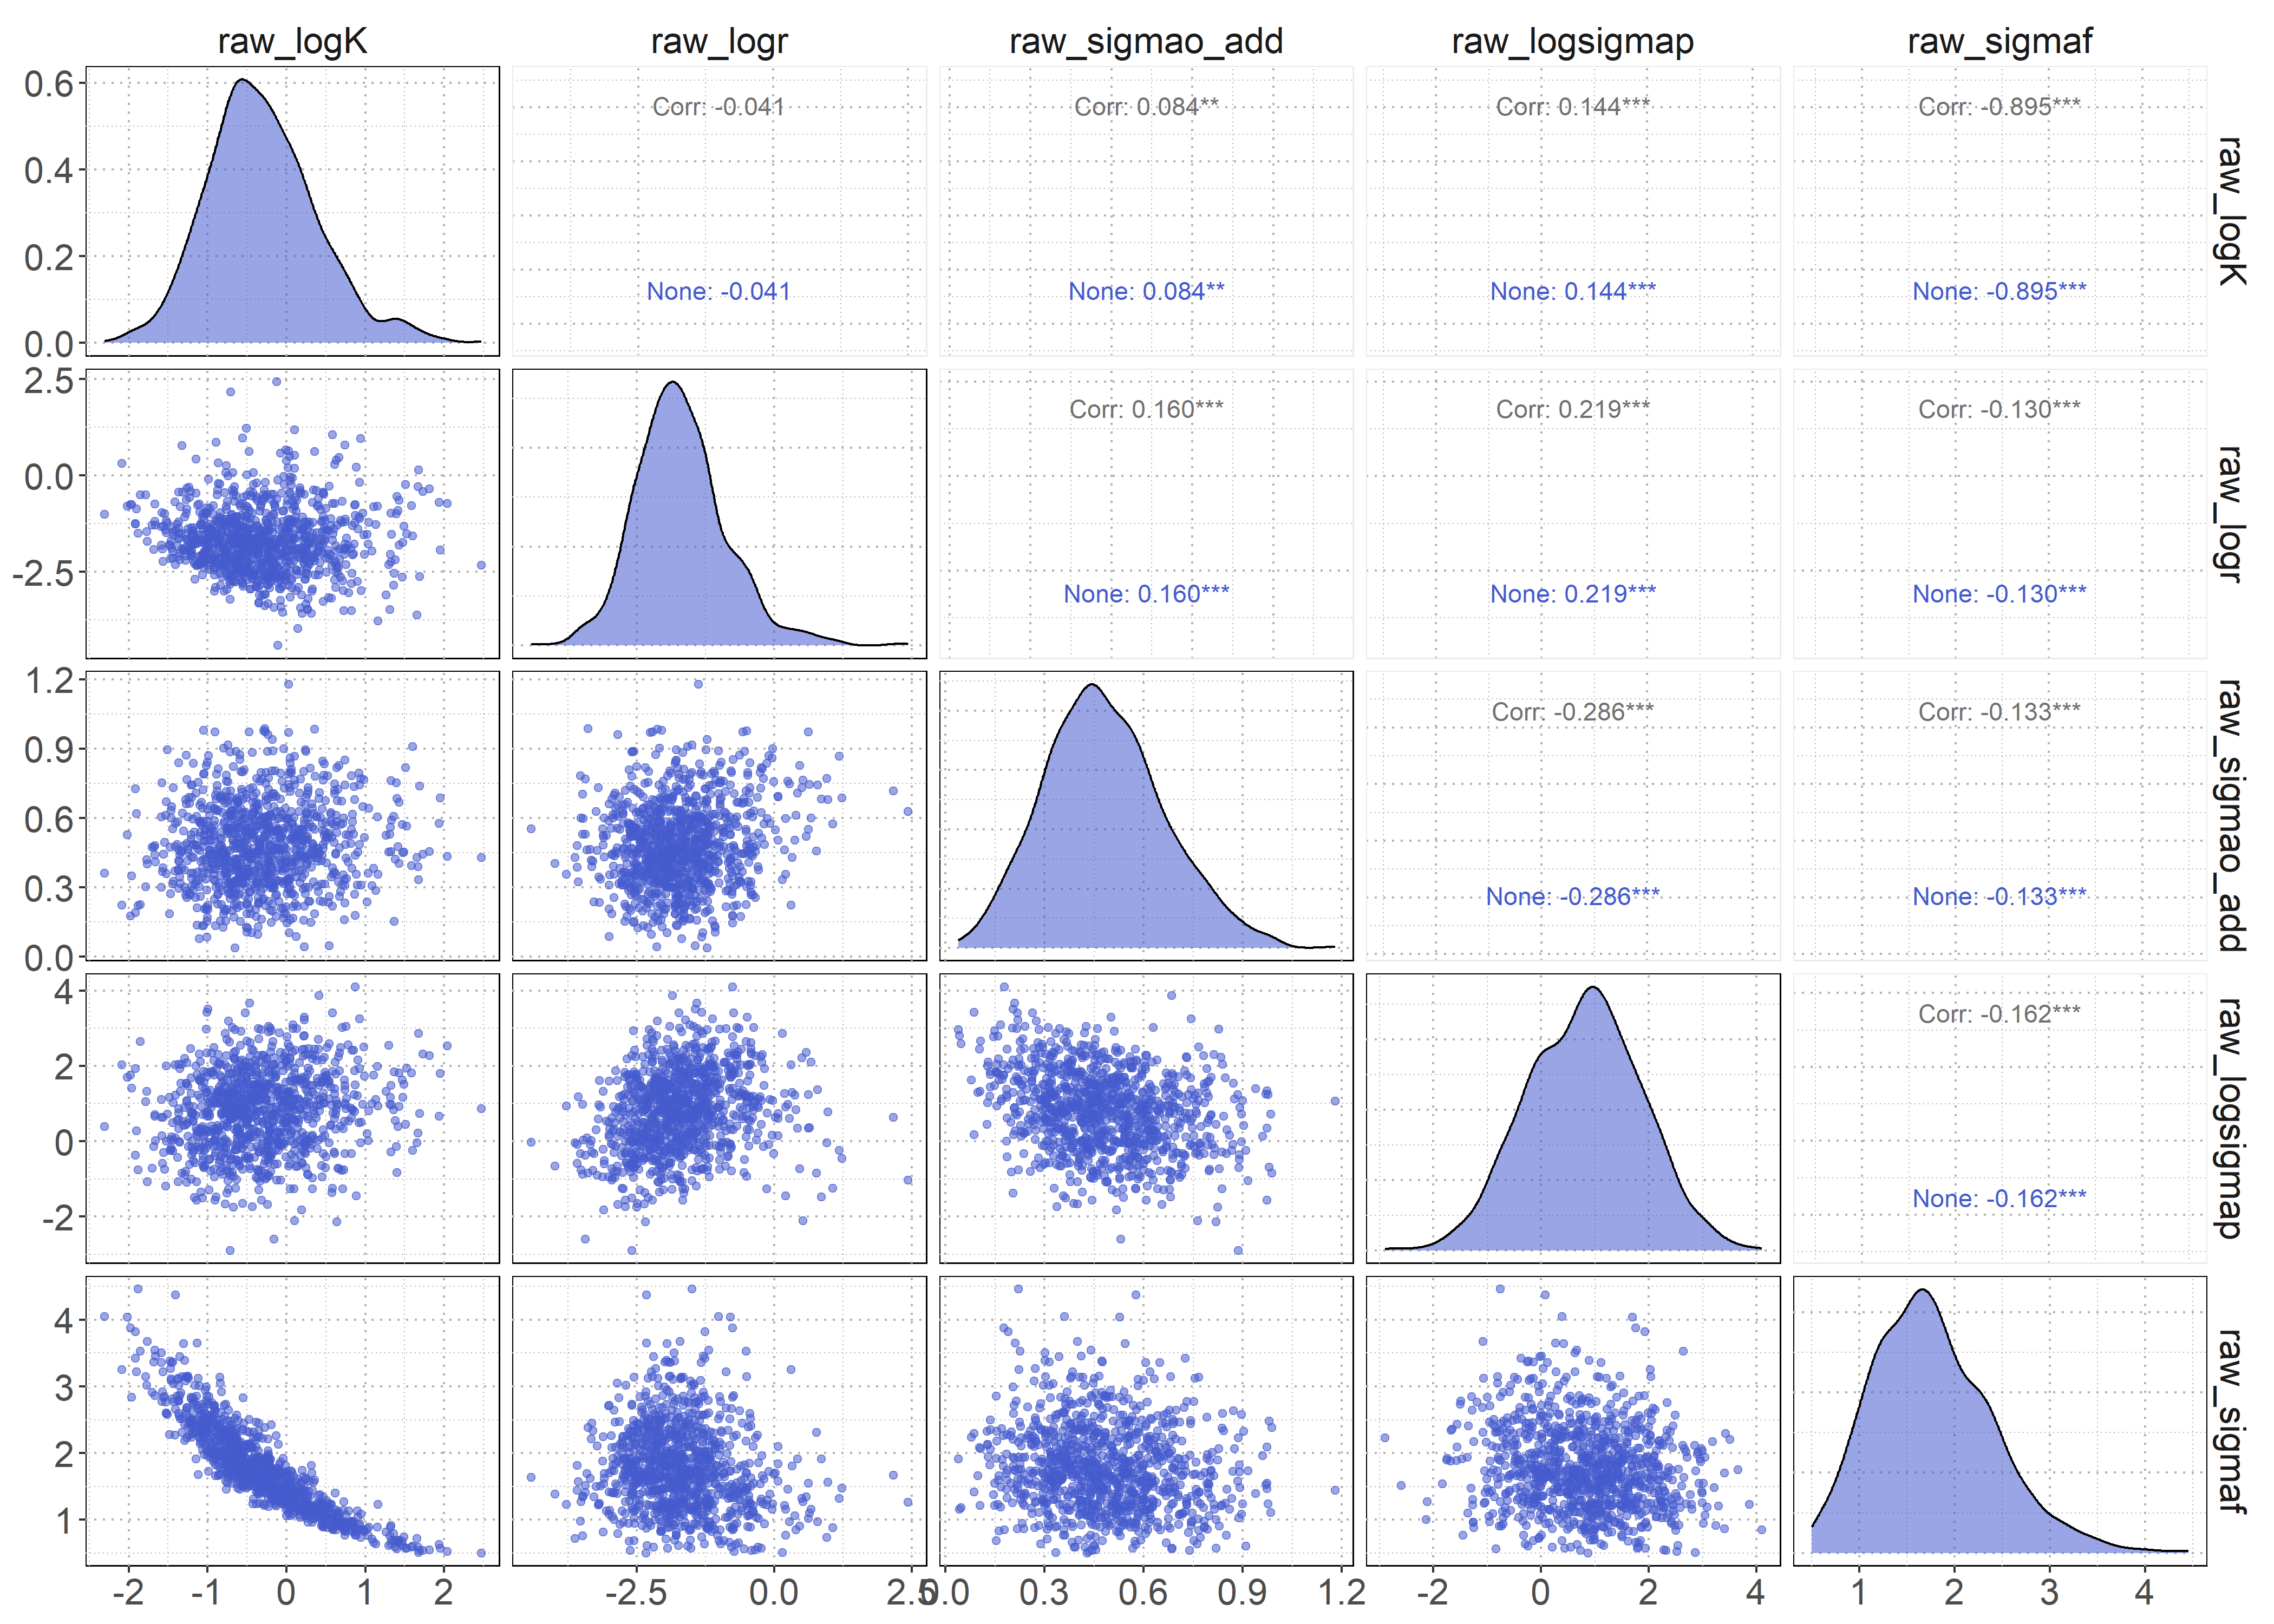 raw_logK raw_logr raw_sigmao_add raw_logsigmap raw_sigmaf
0.6
0.4
0.2
0.0
Corr: -0.041
None: -0.041
Corr: 0.084**
None: 0.084**
Corr: 0.144***
None: 0.144***
Corr: -0.895***
None: -0.895***
raw_logK
2.5
0.0
-2.5
Corr: 0.160***
None: 0.160***
Corr: 0.219***
None: 0.219***
Corr: -0.130***
None: -0.130***
raw_logr
1.2
0.9
0.6
0.3
0.0
Corr: -0.286***
None: -0.286***
Corr: -0.133***
None: -0.133***
raw_sigmao_add
4
2
0
-2
Corr: -0.162***
None: -0.162***
raw_logsigmap
4
3
2
1
raw_sigmaf
-2 -1 0 1 2
-2.5 0.0 2.5
0.0 0.3 0.6 0.9 1.2
-2 0 2 4
1 2 3 4